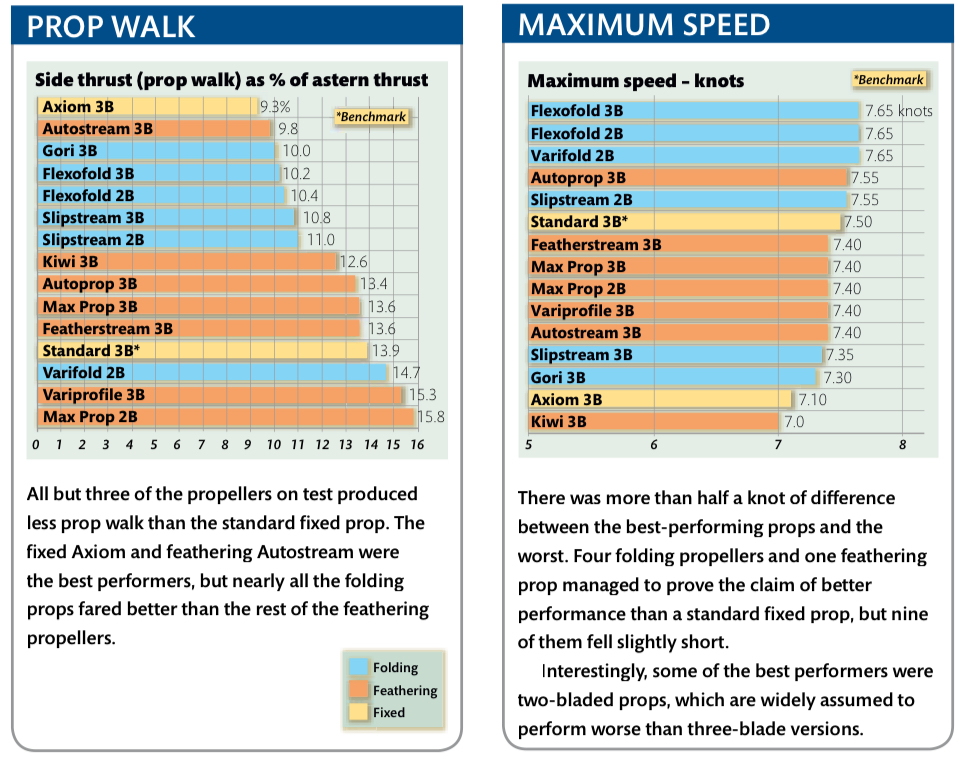 PROP WALK
Side thrust (prop walk) as % of astern thrust
*Benchmark
Axiom 3B 9.3%
Autostream 3B 9.8
Gori 3B 10.0
Flexofold 3B 10.2
Flexofold 2B 10.4
Slipstream 3B 10.8
Slipstream 2B 11.0
Kiwi 3B 12.6
Autoprop 3B 13.4
Max Prop 3B 13.6
Featherstream 3B 13.6
Standard 3B* 13.9
Varifold 2B 14.7
Variprofile 3B 15.3
Max Prop 2B 15.8
0 1 2 3 4 5 6 7 8 9 10 11 12 13 14 15 16
All but three of the propellers on test produced
less prop walk than the standard fixed prop. The
fixed Axiom and feathering Autostream were
the best performers, but nearly all the folding
props fared better than the rest of the feathering
propellers.
Folding
Feathering
Fixed
MAXIMUM SPEED
Maximum speed – knots
*Benchmark
Flexofold 3B 7.65 knots
Flexofold 2B 7.65
Varifold 2B 7.65
Autoprop 3B 7.55
Slipstream 2B 7.55
Standard 3B* 7.50
Featherstream 3B 7.40
Max Prop 3B 7.40
Max Prop 2B 7.40
Variprofile 3B 7.40
Autostream 3B 7.40
Slipstream 3B 7.35
Gori 3B 7.30
Axiom 3B 7.10
Kiwi 3B 7.0
5 6 7 8
There was more than half a knot of difference
between the best-performing props and the
worst. Four folding propellers and one feathering
prop managed to prove the claim of better
performance than a standard fixed prop, but nine
of them fell slightly short.
Interestingly, some of the best performers were
two-bladed props, which are widely assumed to
perform worse than three-blade versions.